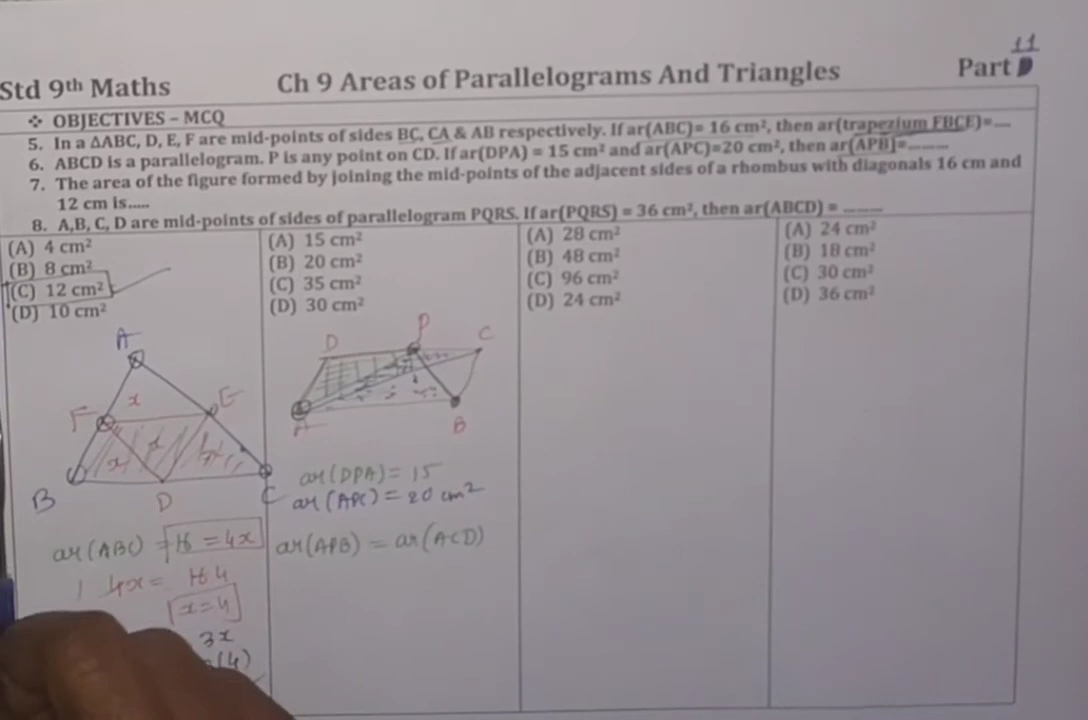 11
Std 9th Maths Ch 9 Areas of Parallelograms And Triangles Part
❖ OBJECTIVES – MCQ
5. In a ΔABC, D, E, F are mid-points of sides BC, CA & AB respectively. If ar(ABC)= 16 cm², then ar(trapezium FBCE)=....
6. ABCD is a parallelogram. P is any point on CD. If ar(DPA) = 15 cm² and ar(APC)=20 cm², then ar(APB)=.........
7. The area of the figure formed by joining the mid-points of the adjacent sides of a rhombus with diagonals 16 cm and
12 cm is.....
8. A,B, C, D are mid-points of sides of parallelogram PQRS. If ar(PQRS) = 36 cm², then ar(ABCD) = ..........
(A) 4 cm²
(B) 8 cm²
(C) 12 cm²
(D) 10 cm²
(A) 15 cm²
(B) 20 cm²
(C) 35 cm²
(D) 30 cm²
(A) 28 cm²
(B) 48 cm²
(C) 96 cm²
(D) 24 cm²
(A) 24 cm²
(B) 18 cm²
(C) 30 cm²
(D) 36 cm²
A
F x E
x x x
B D C
ar(ABC) = 16 = 4x
4x = 16 4
x=4
3x
(4)
D P C
A B
ar(DPA) = 15
ar(APC) = 20 cm²
ar(APB) = ar(ACD)